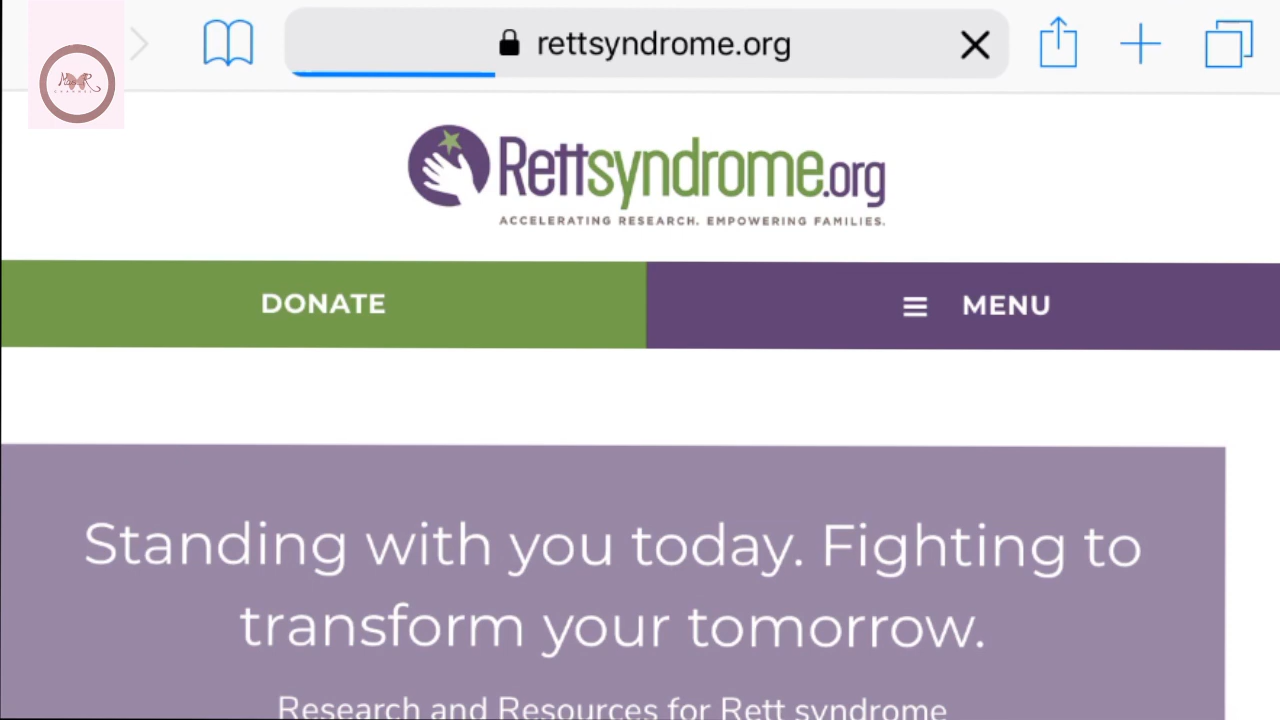 rettsyndrome.org
Rettsyndrome.org
ACCELERATING RESEARCH. EMPOWERING FAMILIES.
DONATE
MENU
Standing with you today. Fighting to
transform your tomorrow.
Research and Resources for Rett syndrome